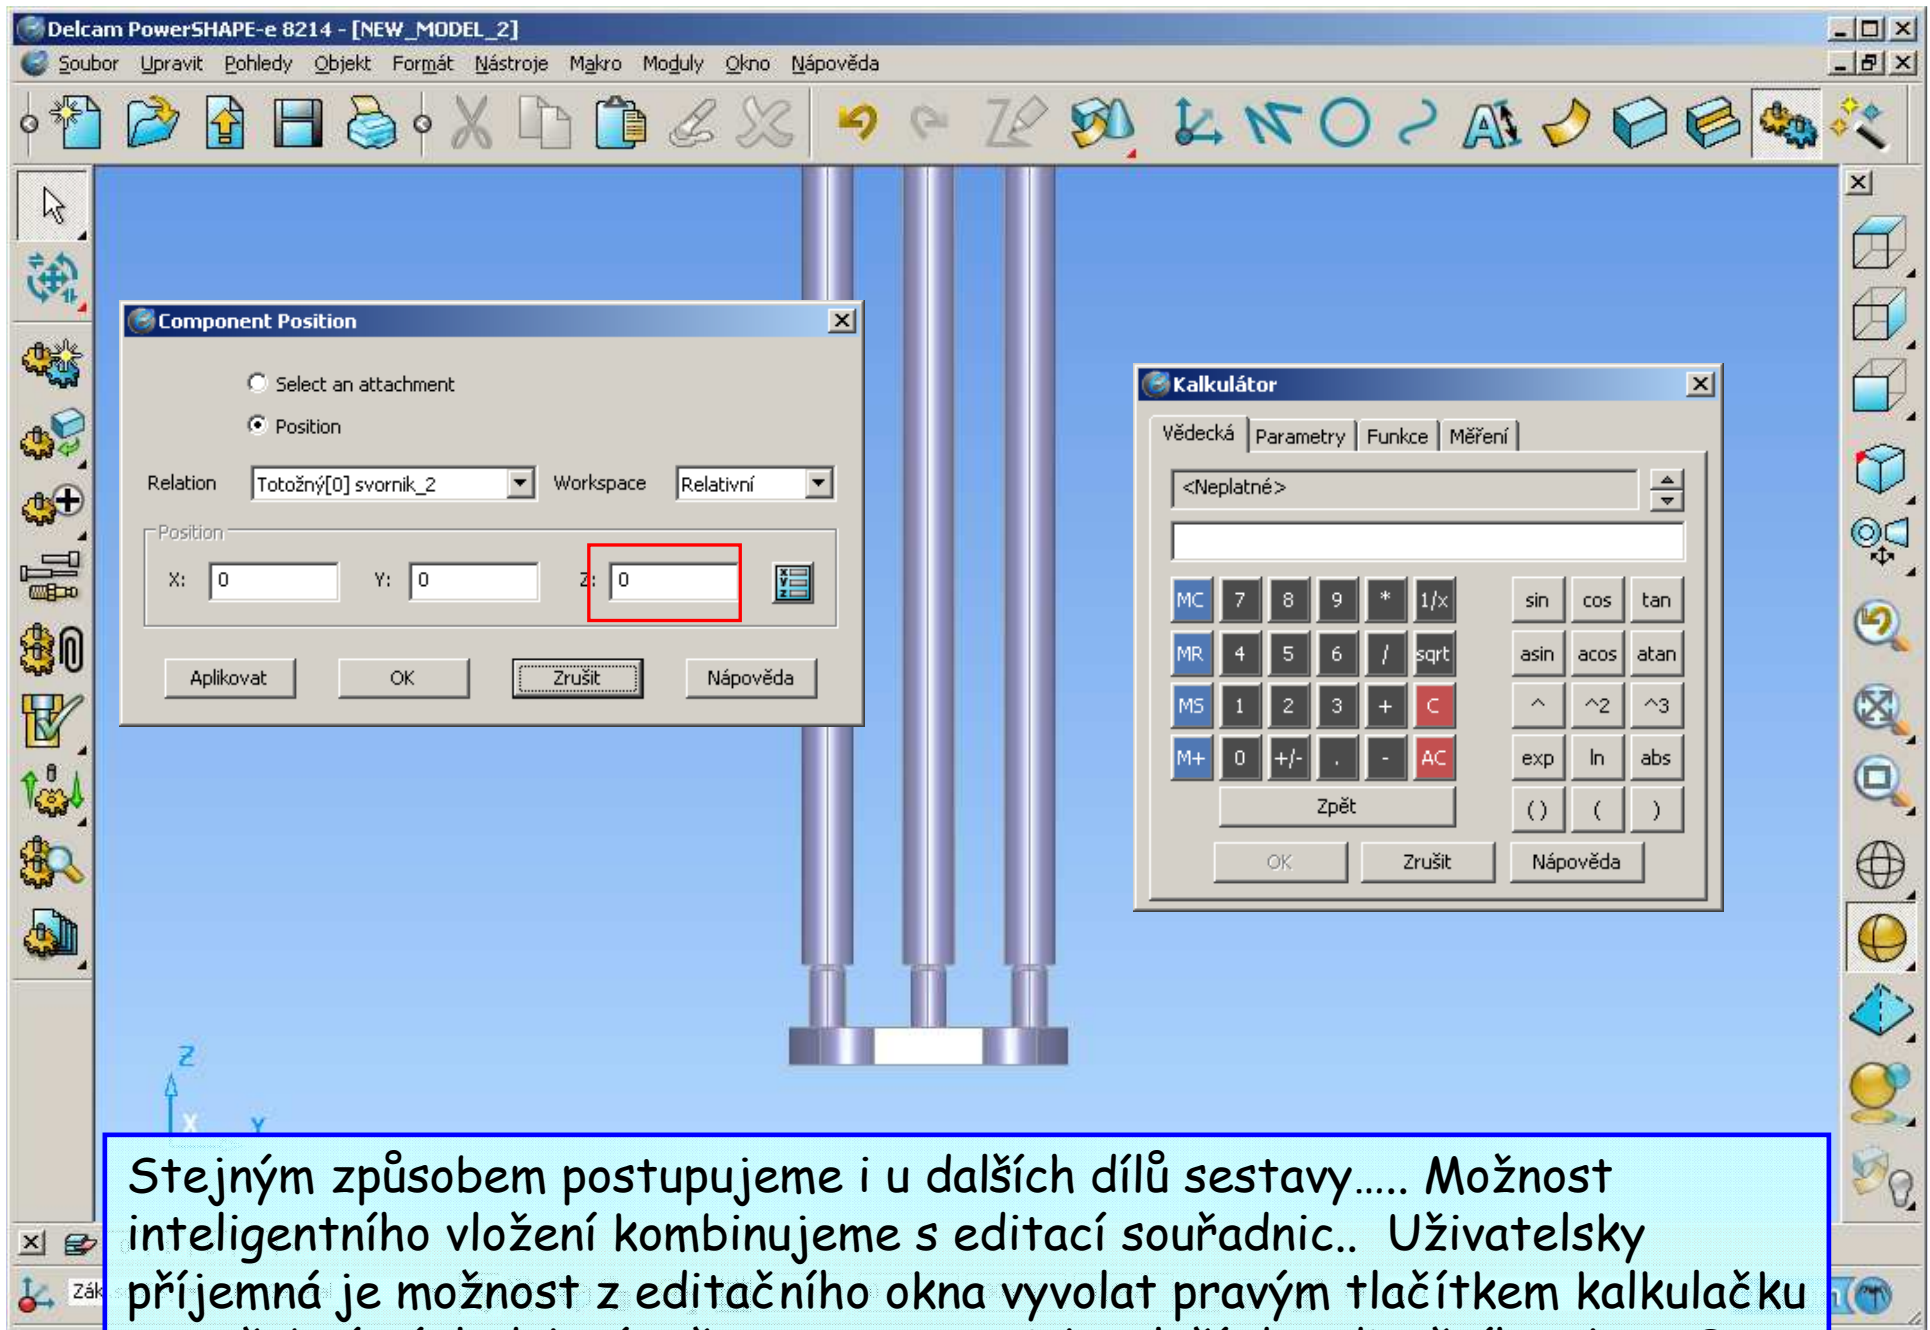 Delcam PowerSHAPE-e 8214 - [NEW_MODEL_2]
Soubor Upravit Pohledy Objekt Formát Nástroje Makro Moduly Okno Nápověda
Component Position
Select an attachment
Position
Relation Totožný[0] svornik_2 Workspace Relativní
Position
X: 0 Y: 0 Z: 0
Aplikovat OK Zrušit Nápověda
Kalkulátor
Vědecká Parametry Funkce Měření
<Neplatné>
MC 7 8 9 * 1/x sin cos tan
MR 4 5 6 / sqrt asin acos atan
MS 1 2 3 + C ^ ^2 ^3
M+ 0 +/- . - AC exp ln abs
Zpět () ( )
OK Zrušit Nápověda
Z
X Y
Stejným způsobem postupujeme i u dalších dílů sestavy..... Možnost
inteligentního vložení kombinujeme s editací souřadnic.. Uživatelsky
příjemná je možnost z editačního okna vyvolat pravým tlačítkem kalkulačku
Zák